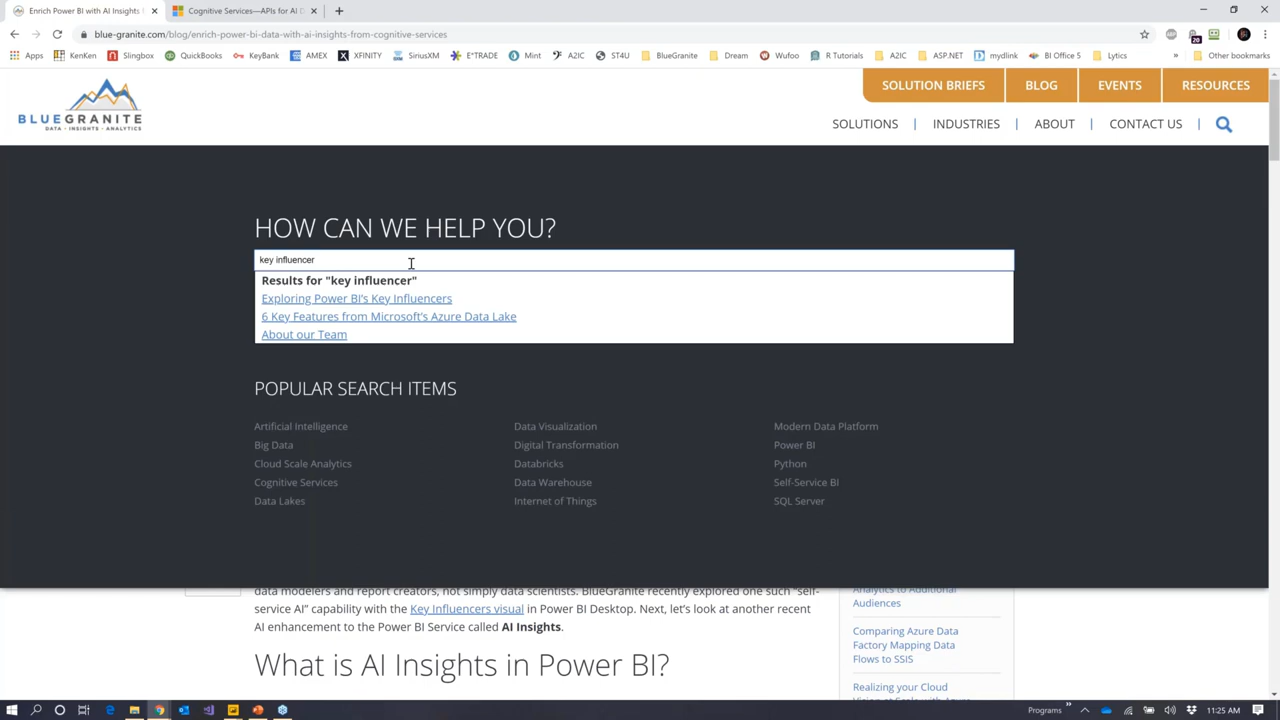 Enrich Power BI with AI Insights
Cognitive Services—APIs for AI D
blue-granite.com/blog/enrich-power-bi-data-with-ai-insights-from-cognitive-services
Apps KenKen Slingbox QuickBooks KeyBank AMEX XFINITY SiriusXM E*TRADE Mint A2IC ST4U BlueGranite Dream Wufoo R Tutorials A2IC ASP.NET mydlink BI Office 5 Lytics » Other bookmarks
SOLUTION BRIEFS BLOG EVENTS RESOURCES
BLUEGRANITE
DATA · INSIGHTS · ANALYTICS
SOLUTIONS | INDUSTRIES | ABOUT | CONTACT US |
HOW CAN WE HELP YOU?
key influencer
Results for "key influencer"
Exploring Power BI's Key Influencers
6 Key Features from Microsoft's Azure Data Lake
About our Team
POPULAR SEARCH ITEMS
Artificial Intelligence
Big Data
Cloud Scale Analytics
Cognitive Services
Data Lakes
Data Visualization
Digital Transformation
Databricks
Data Warehouse
Internet of Things
Modern Data Platform
Power BI
Python
Self-Service BI
SQL Server
data modelers and report creators, not simply data scientists. BlueGranite recently explored one such "self-
service AI" capability with the Key Influencers visual in Power BI Desktop. Next, let's look at another recent
AI enhancement to the Power BI Service called AI Insights.
What is AI Insights in Power BI?
Analytics to Additional
Audiences
Comparing Azure Data
Factory Mapping Data
Flows to SSIS
Realizing your Cloud
Programs »
11:25 AM